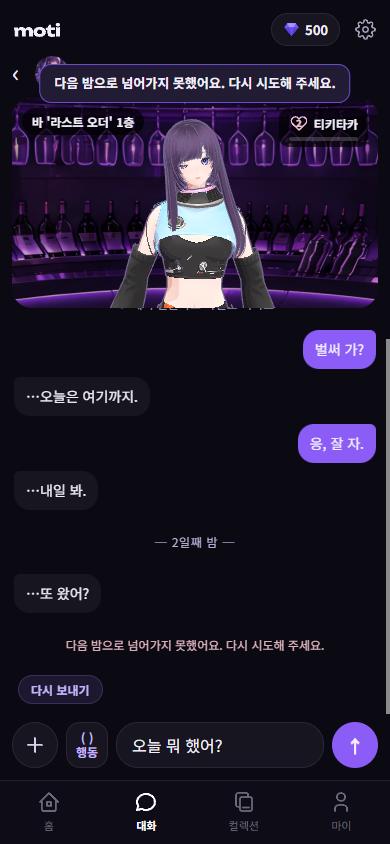 moti
500
다음 밤으로 넘어가지 못했어요. 다시 시도해 주세요.
바 '라스트 오더' 1층
2
티키타카
벌써 가?
…오늘은 여기까지.
응, 잘 자.
…내일 봐.
— 2일째 밤 —
…또 왔어?
다음 밤으로 넘어가지 못했어요. 다시 시도해 주세요.
다시 보내기
( )
행동
오늘 뭐 했어?
홈
대화
컬렉션
마이